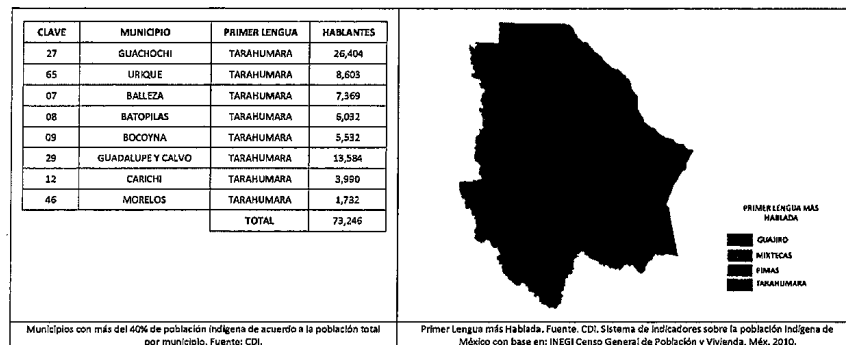 CLAVE MUNICIPIO PRIMER LENGUA HABLANTES
27 GUACHOCHI TARAHUMARA 26,404
65 URIQUE TARAHUMARA 8,603
07 BALLEZA TARAHUMARA 7,369
08 BATOPILAS TARAHUMARA 6,032
09 BOCOYNA TARAHUMARA 5,532
29 GUADALUPE Y CALVO TARAHUMARA 13,584
12 CARICHI TARAHUMARA 3,990
46 MORELOS TARAHUMARA 1,732
TOTAL 73,246
Municipios con más del 40% de población indígena de acuerdo a la población total
por municipio. Fuente: CDI.
PRIMER LENGUA MÁS
HABLADA
GUAJIRO
MIXTECAS
PIMAS
TARAHUMARA
Primer Lengua más Hablada. Fuente. CDI. Sistema de indicadores sobre la población indígena de
México con base en: INEGI Censo General de Población y Vivienda, Méx. 2010.